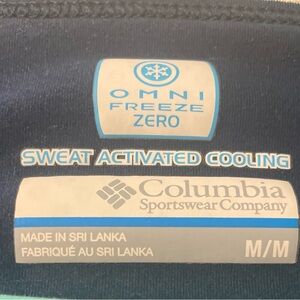 OMNI
FREEZE
ZERO
SWEAT ACTIVATED COOLING
Columbia
Sportswear Company
MADE IN SRI LANKA
FABRIQUÉ AU SRI LANKA
M/M